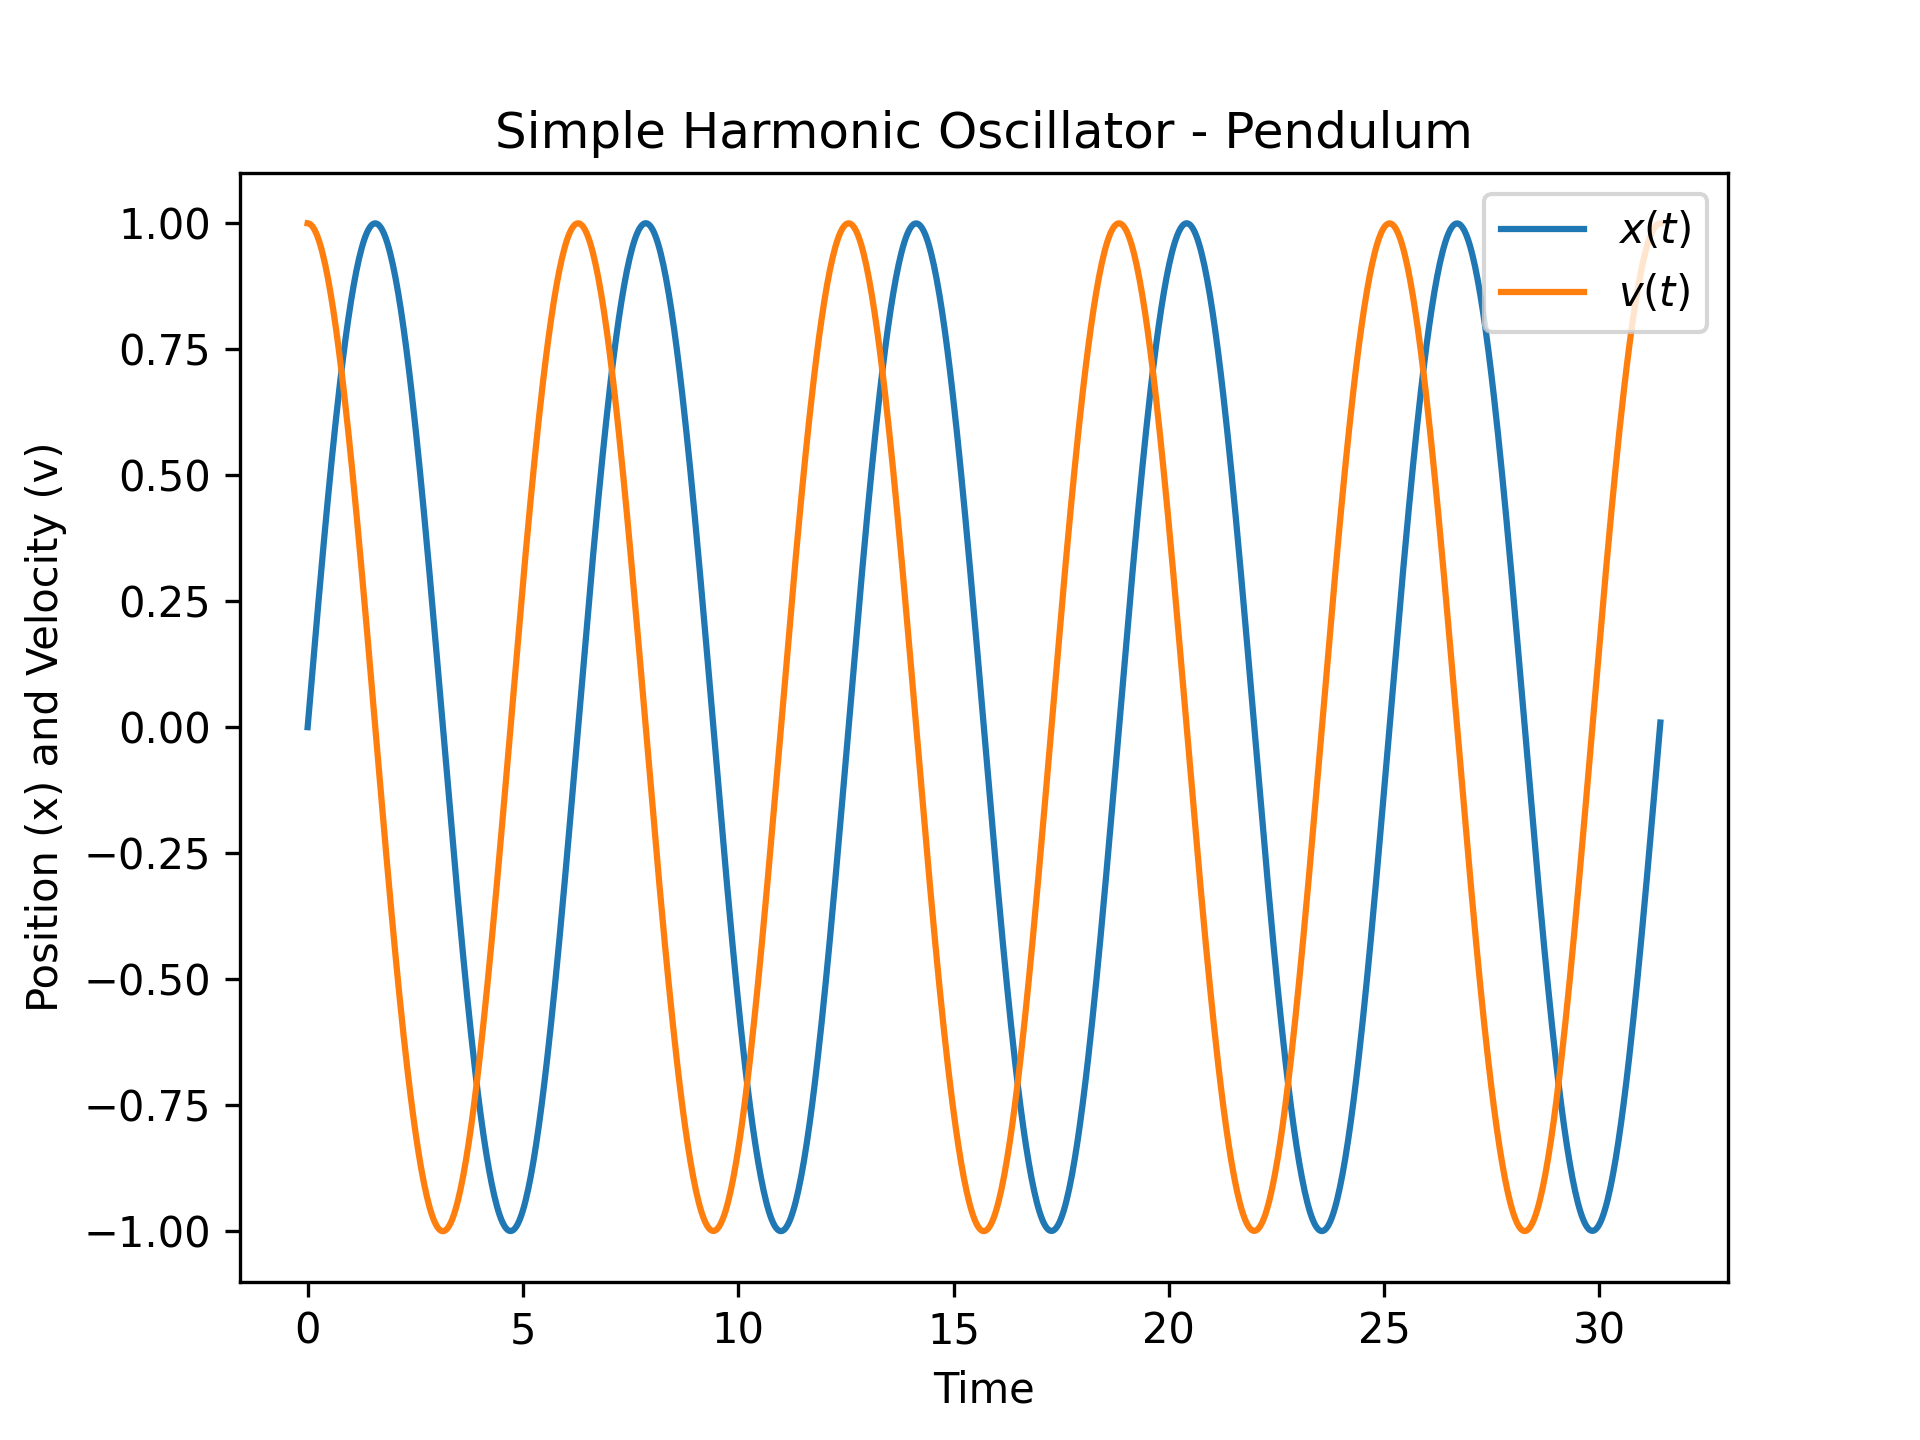 Simple Harmonic Oscillator - Pendulum
x(t)
v(t)
Position (x) and Velocity (v)
1.00
0.75
0.50
0.25
0.00
−0.25
−0.50
−0.75
−1.00
0 5 10 15 20 25 30
Time